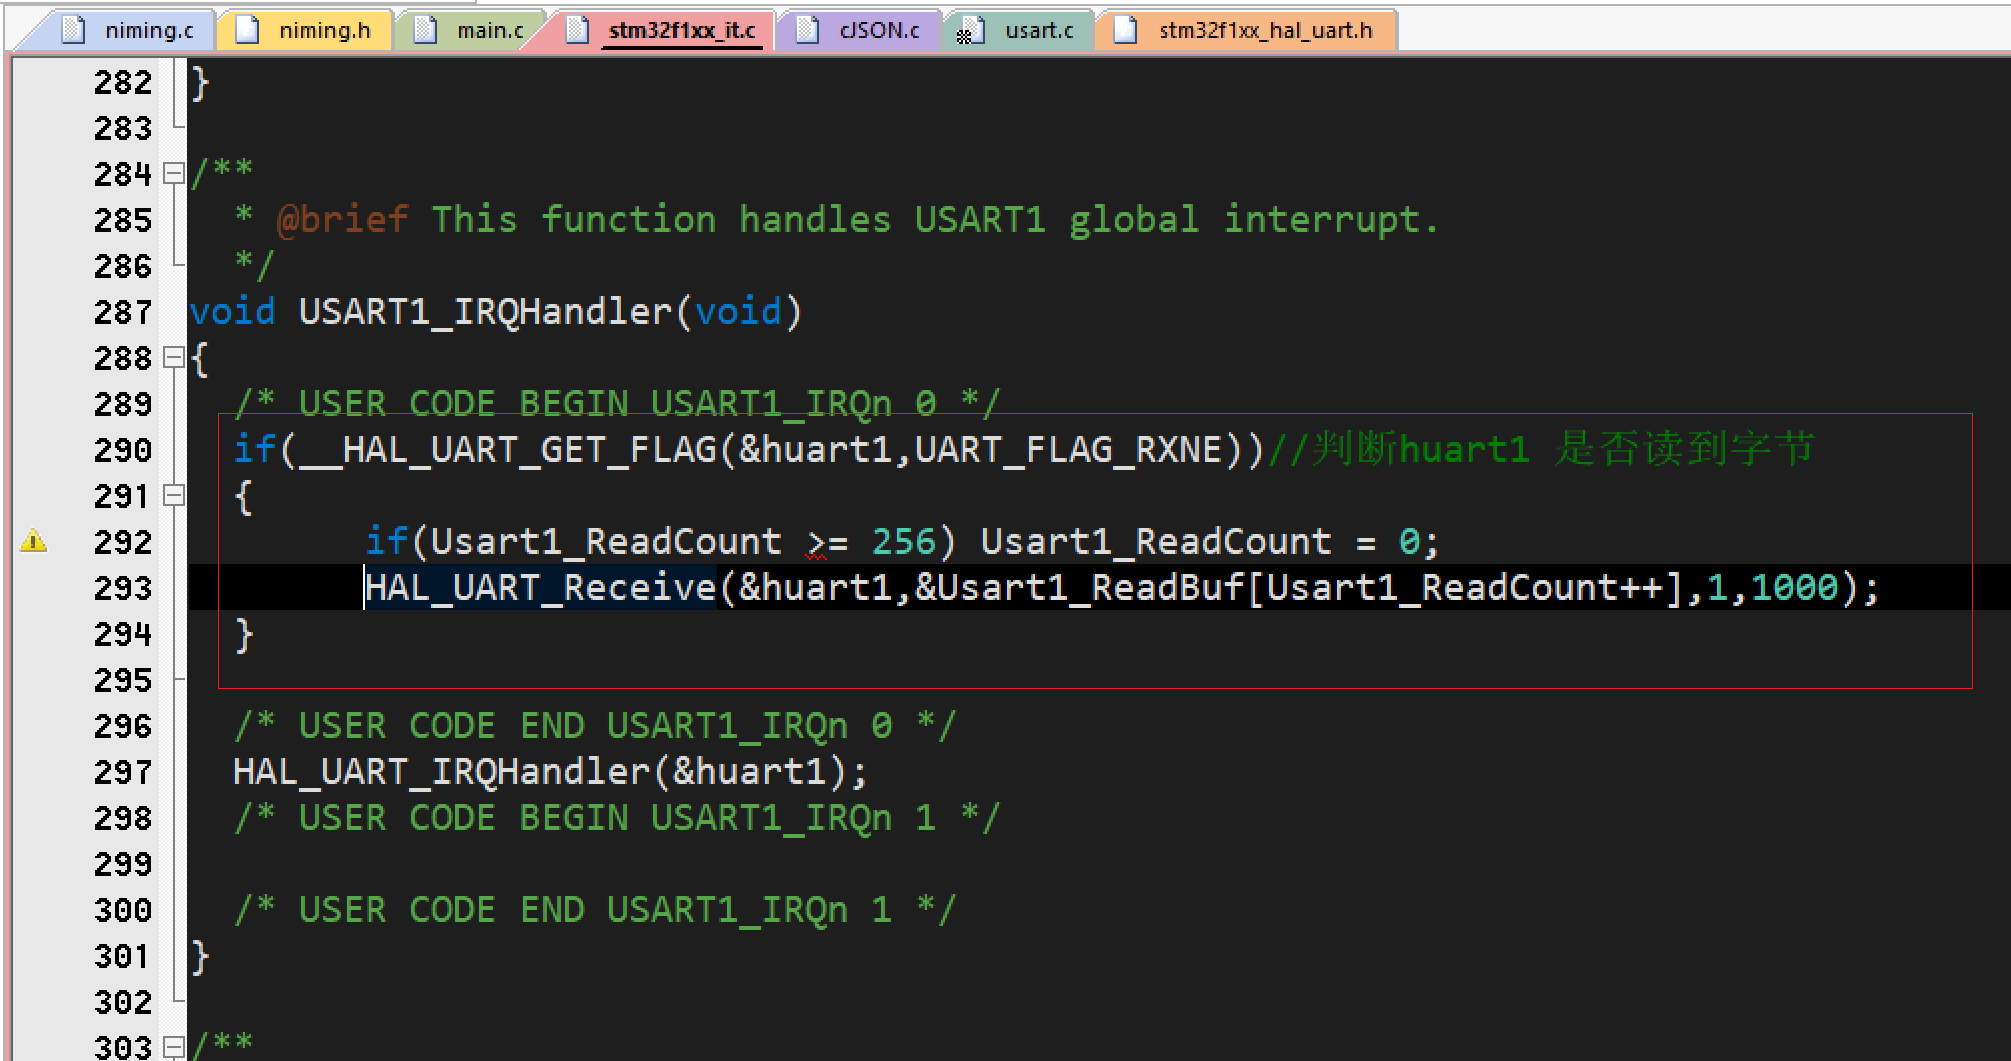 niming.c niming.h main.c stm32f1xx_it.c cJSON.c usart.c stm32f1xx_hal_uart.h
282 }
283
284 /**
285 * @brief This function handles USART1 global interrupt.
286 */
287 void USART1_IRQHandler(void)
288 {
289 /* USER CODE BEGIN USART1_IRQn 0 */
290 if(__HAL_UART_GET_FLAG(&huart1,UART_FLAG_RXNE))//判断huart1 是否读到字节
291 {
292 if(Usart1_ReadCount >= 256) Usart1_ReadCount = 0;
293 HAL_UART_Receive(&huart1,&Usart1_ReadBuf[Usart1_ReadCount++],1,1000);
294 }
295
296 /* USER CODE END USART1_IRQn 0 */
297 HAL_UART_IRQHandler(&huart1);
298 /* USER CODE BEGIN USART1_IRQn 1 */
299
300 /* USER CODE END USART1_IRQn 1 */
301 }
302
303 /**